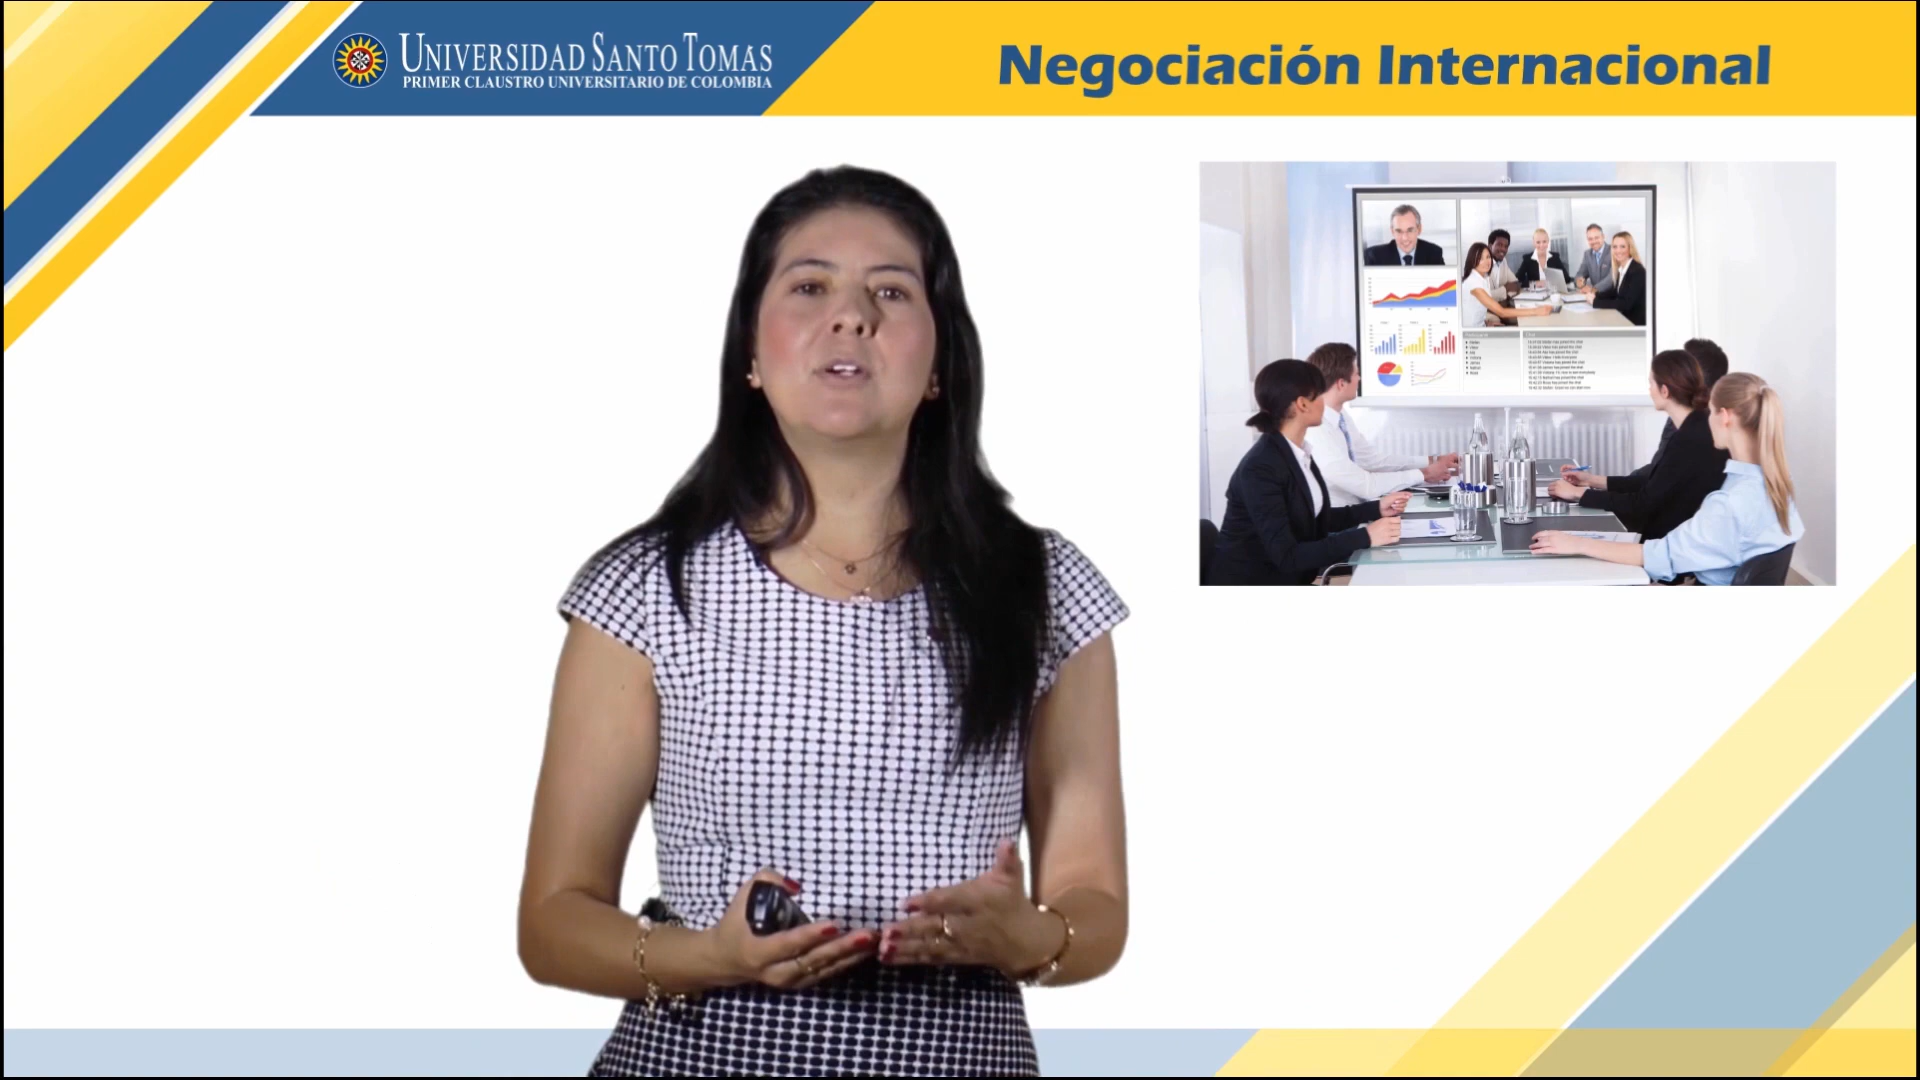 UNIVERSIDAD SANTO TOMAS
PRIMER CLAUSTRO UNIVERSITARIO DE COLOMBIA
Negociación Internacional